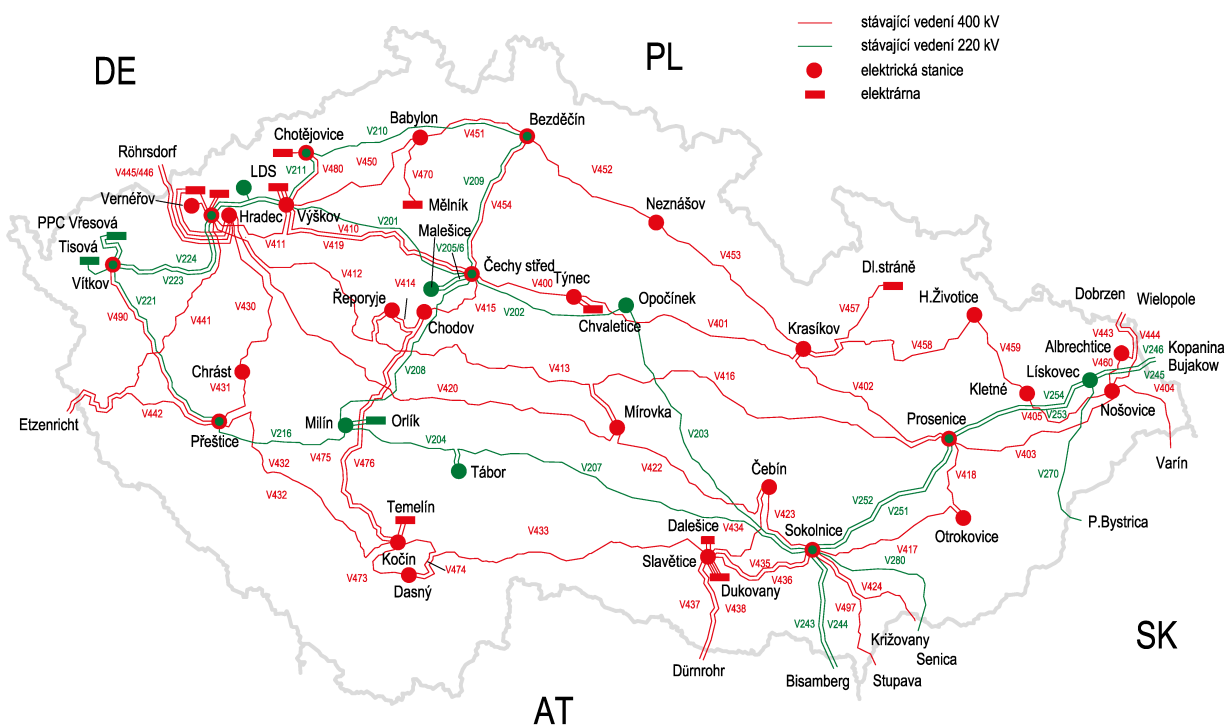 stávající vedení 400 kV
stávající vedení 220 kV
elektrická stanice
elektrárna
DE
PL
SK
AT
Babylon
Bezděčín
V451
V210
Chotějovice
V450
V480
V211
Röhrsdorf
V445/446
LDS
V470
V209
V454
V452
Vernéřov
Hradec
Výškov
Mělník
Neznášov
PPC Vřesová
Tisová
V411
V410
V419
V201
Malešice
V205/6
V453
Vítkov
V224
V223
Čechy střed
Týnec
V400
Dl.stráně
V221
V490
V441
V430
V412
V414
Řeporyje
Chodov
V415
V202
Chvaletice
Opočínek
V401
V457
H.Životice
Dobrzen
Wielopole
Krasíkov
V458
V459
V443
V444
Albrechtice
V460
V246
Kopanina
V245
Bujakow
Lískovec
V254
V253
V405
V404
Nošovice
Kletné
Chrást
V431
V208
V420
V413
V416
V402
Etzenricht
V442
Přeštice
V216
Milín
Orlík
Mírovka
Prosenice
V403
Varín
V432
V432
V475
V476
V204
Tábor
V207
V422
V203
Čebín
V423
V252
V251
V418
V270
P.Bystrica
Temelín
Kočín
V473
V474
Dasný
V433
Dalešice
V434
Slavětice
V435
V436
Dukovany
Sokolnice
V417
Otrokovice
V280
V424
V497
V437
V438
V243
V244
Križovany
Senica
Stupava
Dürnrohr
Bisamberg